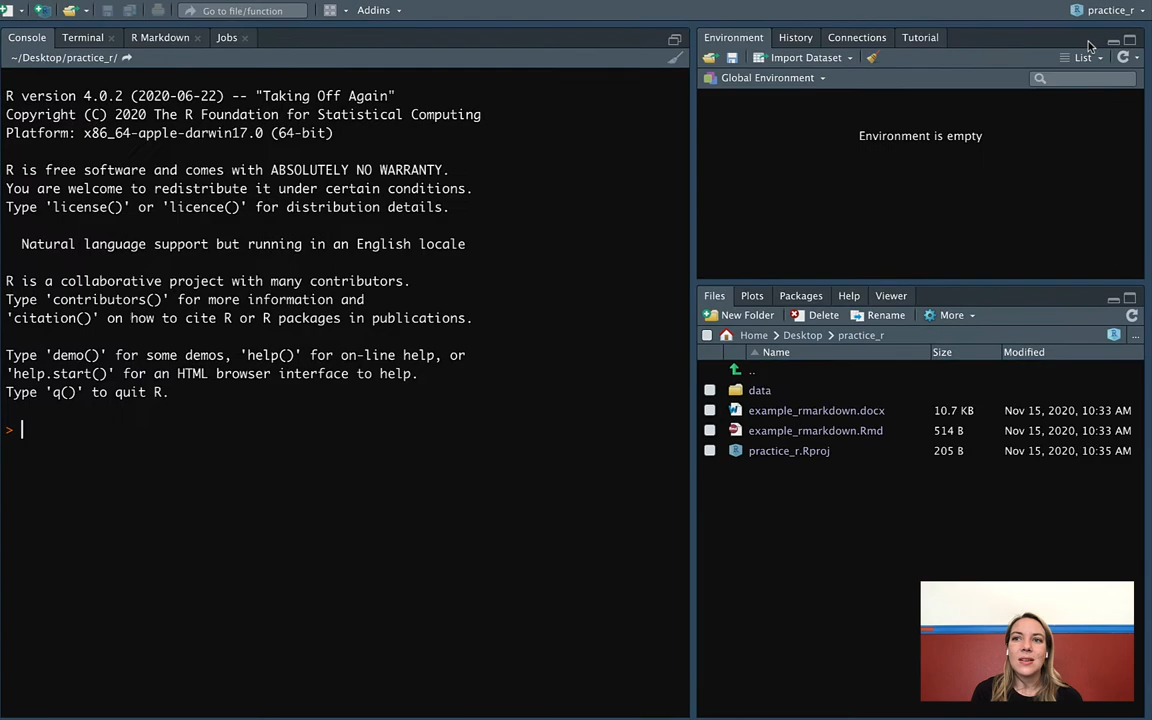 Go to file/function
Addins
practice_r
Console
Terminal
R Markdown
Jobs
~/Desktop/practice_r/
R version 4.0.2 (2020-06-22) -- "Taking Off Again"
Copyright (C) 2020 The R Foundation for Statistical Computing
Platform: x86_64-apple-darwin17.0 (64-bit)
R is free software and comes with ABSOLUTELY NO WARRANTY.
You are welcome to redistribute it under certain conditions.
Type 'license()' or 'licence()' for distribution details.
Natural language support but running in an English locale
R is a collaborative project with many contributors.
Type 'contributors()' for more information and
'citation()' on how to cite R or R packages in publications.
Type 'demo()' for some demos, 'help()' for on-line help, or
'help.start()' for an HTML browser interface to help.
Type 'q()' to quit R.
>
Environment
History
Connections
Tutorial
Import Dataset
List
Global Environment
Environment is empty
Files
Plots
Packages
Help
Viewer
New Folder
Delete
Rename
More
Home
Desktop
practice_r
...
Name
Size
Modified
..
data
example_rmarkdown.docx 10.7 KB Nov 15, 2020, 10:33 AM
example_rmarkdown.Rmd 514 B Nov 15, 2020, 10:33 AM
practice_r.Rproj 205 B Nov 15, 2020, 10:35 AM